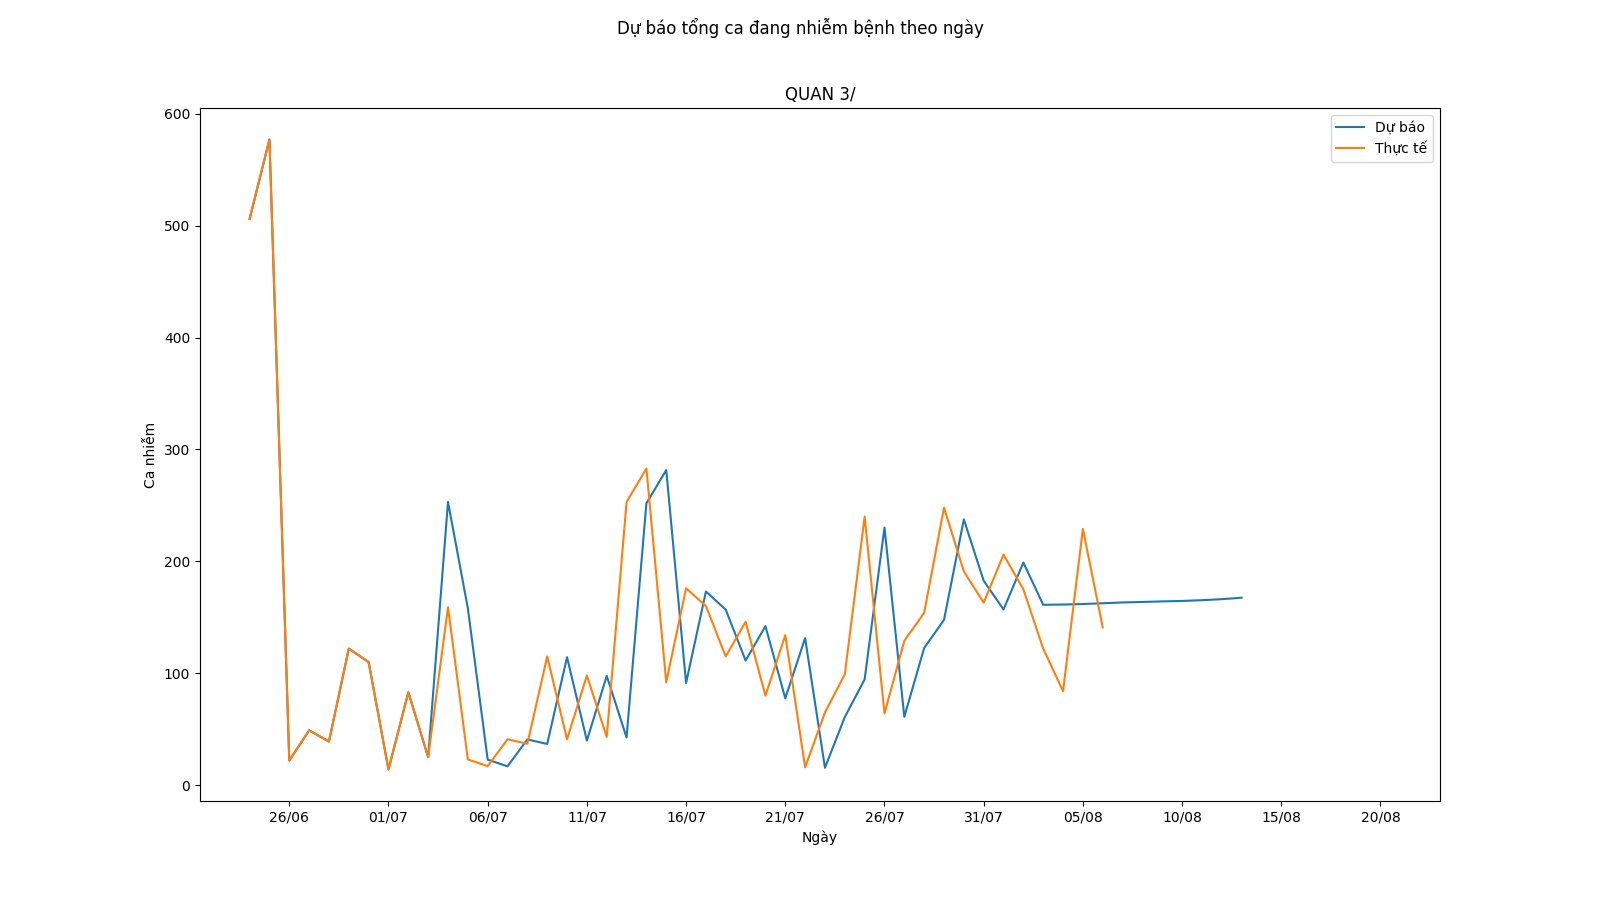 Dự báo tổng ca đang nhiễm bệnh theo ngày
QUAN 3/
Dự báo
Thực tế
600
500
400
300
200
100
0
Ca nhiễm
26/06 01/07 06/07 11/07 16/07 21/07 26/07 31/07 05/08 10/08 15/08 20/08
Ngày